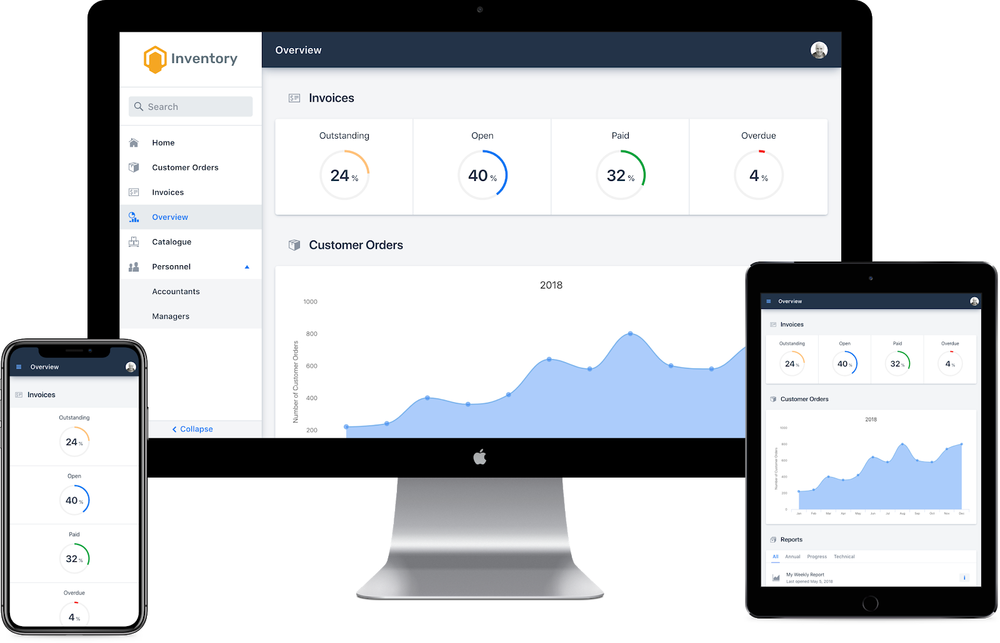 Inventory
Search
Home
Customer Orders
Invoices
Overview
Catalogue
Personnel
Accountants
Managers
Collapse
Overview
Invoices
Outstanding
24 %
Open
40 %
Paid
32 %
Overdue
4 %
Customer Orders
2018
Number of Customer Orders
1000
800
600
400
200
Overview
Invoices
Outstanding
24 %
Open
40 %
Paid
32 %
Overdue
4 %
Overview
Invoices
Outstanding
24 %
Open
40 %
Paid
32 %
Overdue
4 %
Customer Orders
2018
Number of Customer Orders
1000
800
600
400
200
0
Jan Feb Mar Apr May Jun Jul Aug Sep Oct Nov Dec
Reports
All Annual Progress Technical
My Weekly Report
Last opened May 5, 2018
i